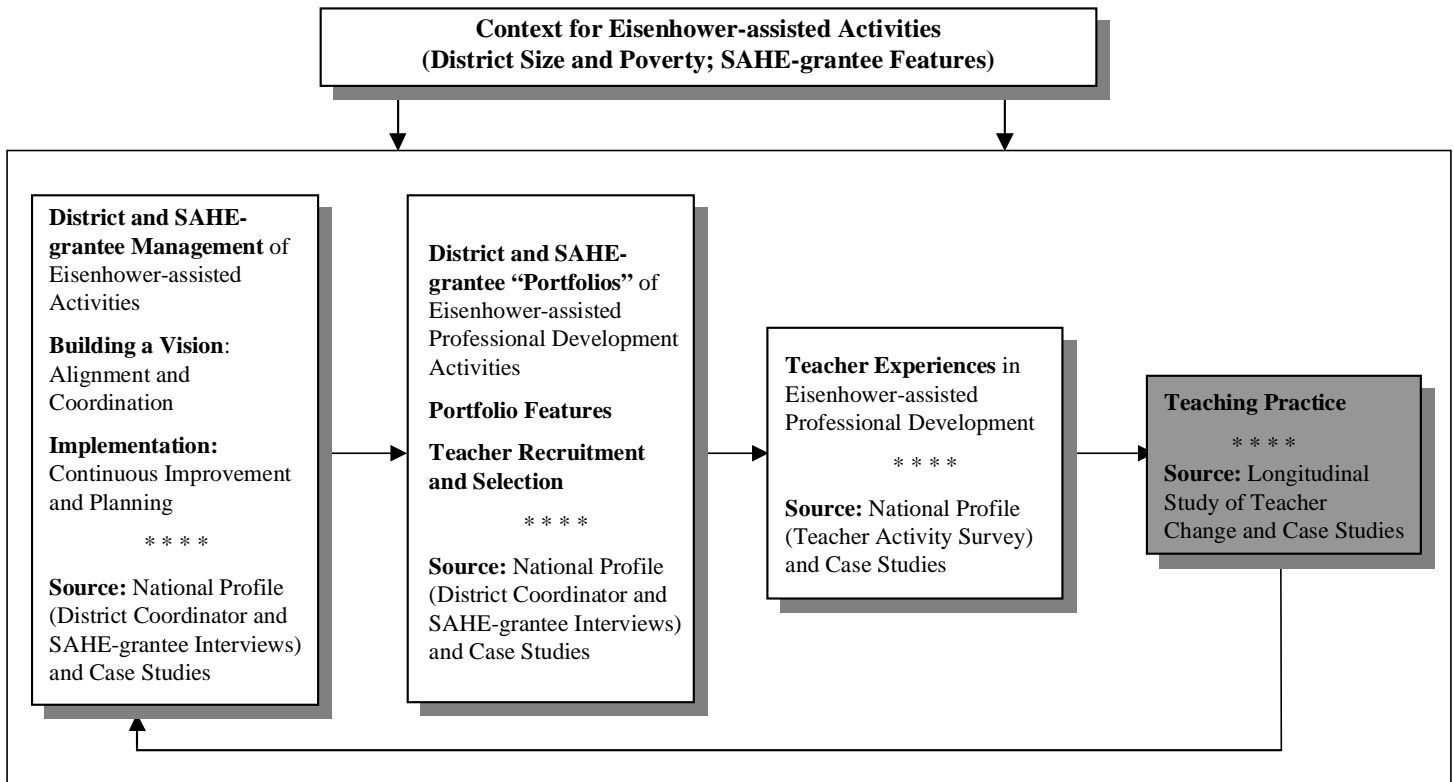 Context for Eisenhower-assisted Activities
(District Size and Poverty; SAHE-grantee Features)
District and SAHE-
grantee Management of
Eisenhower-assisted
Activities
Building a Vision:
Alignment and
Coordination
Implementation:
Continuous Improvement
and Planning
* * * *
Source: National Profile
(District Coordinator and
SAHE-grantee Interviews)
and Case Studies
District and SAHE-
grantee “Portfolios” of
Eisenhower-assisted
Professional Development
Activities
Portfolio Features
Teacher Recruitment
and Selection
* * * *
Source: National Profile
(District Coordinator and
SAHE-grantee Interviews)
and Case Studies
Teacher Experiences in
Eisenhower-assisted
Professional Development
* * * *
Source: National Profile
(Teacher Activity Survey)
and Case Studies
Teaching Practice
* * * *
Source: Longitudinal
Study of Teacher
Change and Case Studies